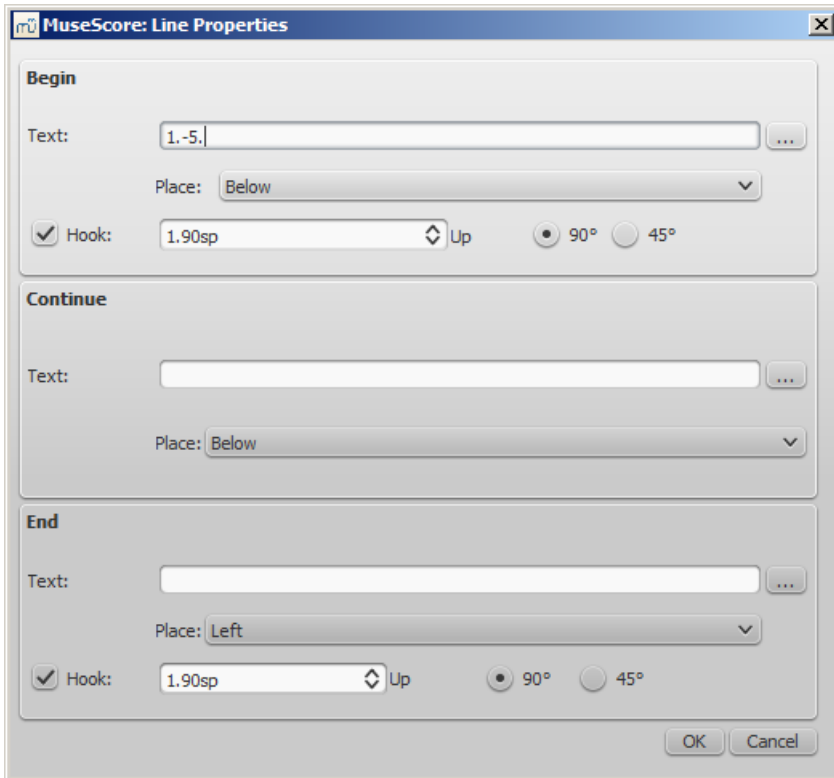 mü MuseScore: Line Properties
Begin
Text: 1.-5. ...
Place: Below
Hook: 1.90sp Up 90° 45°
Continue
Text: ...
Place: Below
End
Text: ...
Place: Left
Hook: 1.90sp Up 90° 45°
OK Cancel